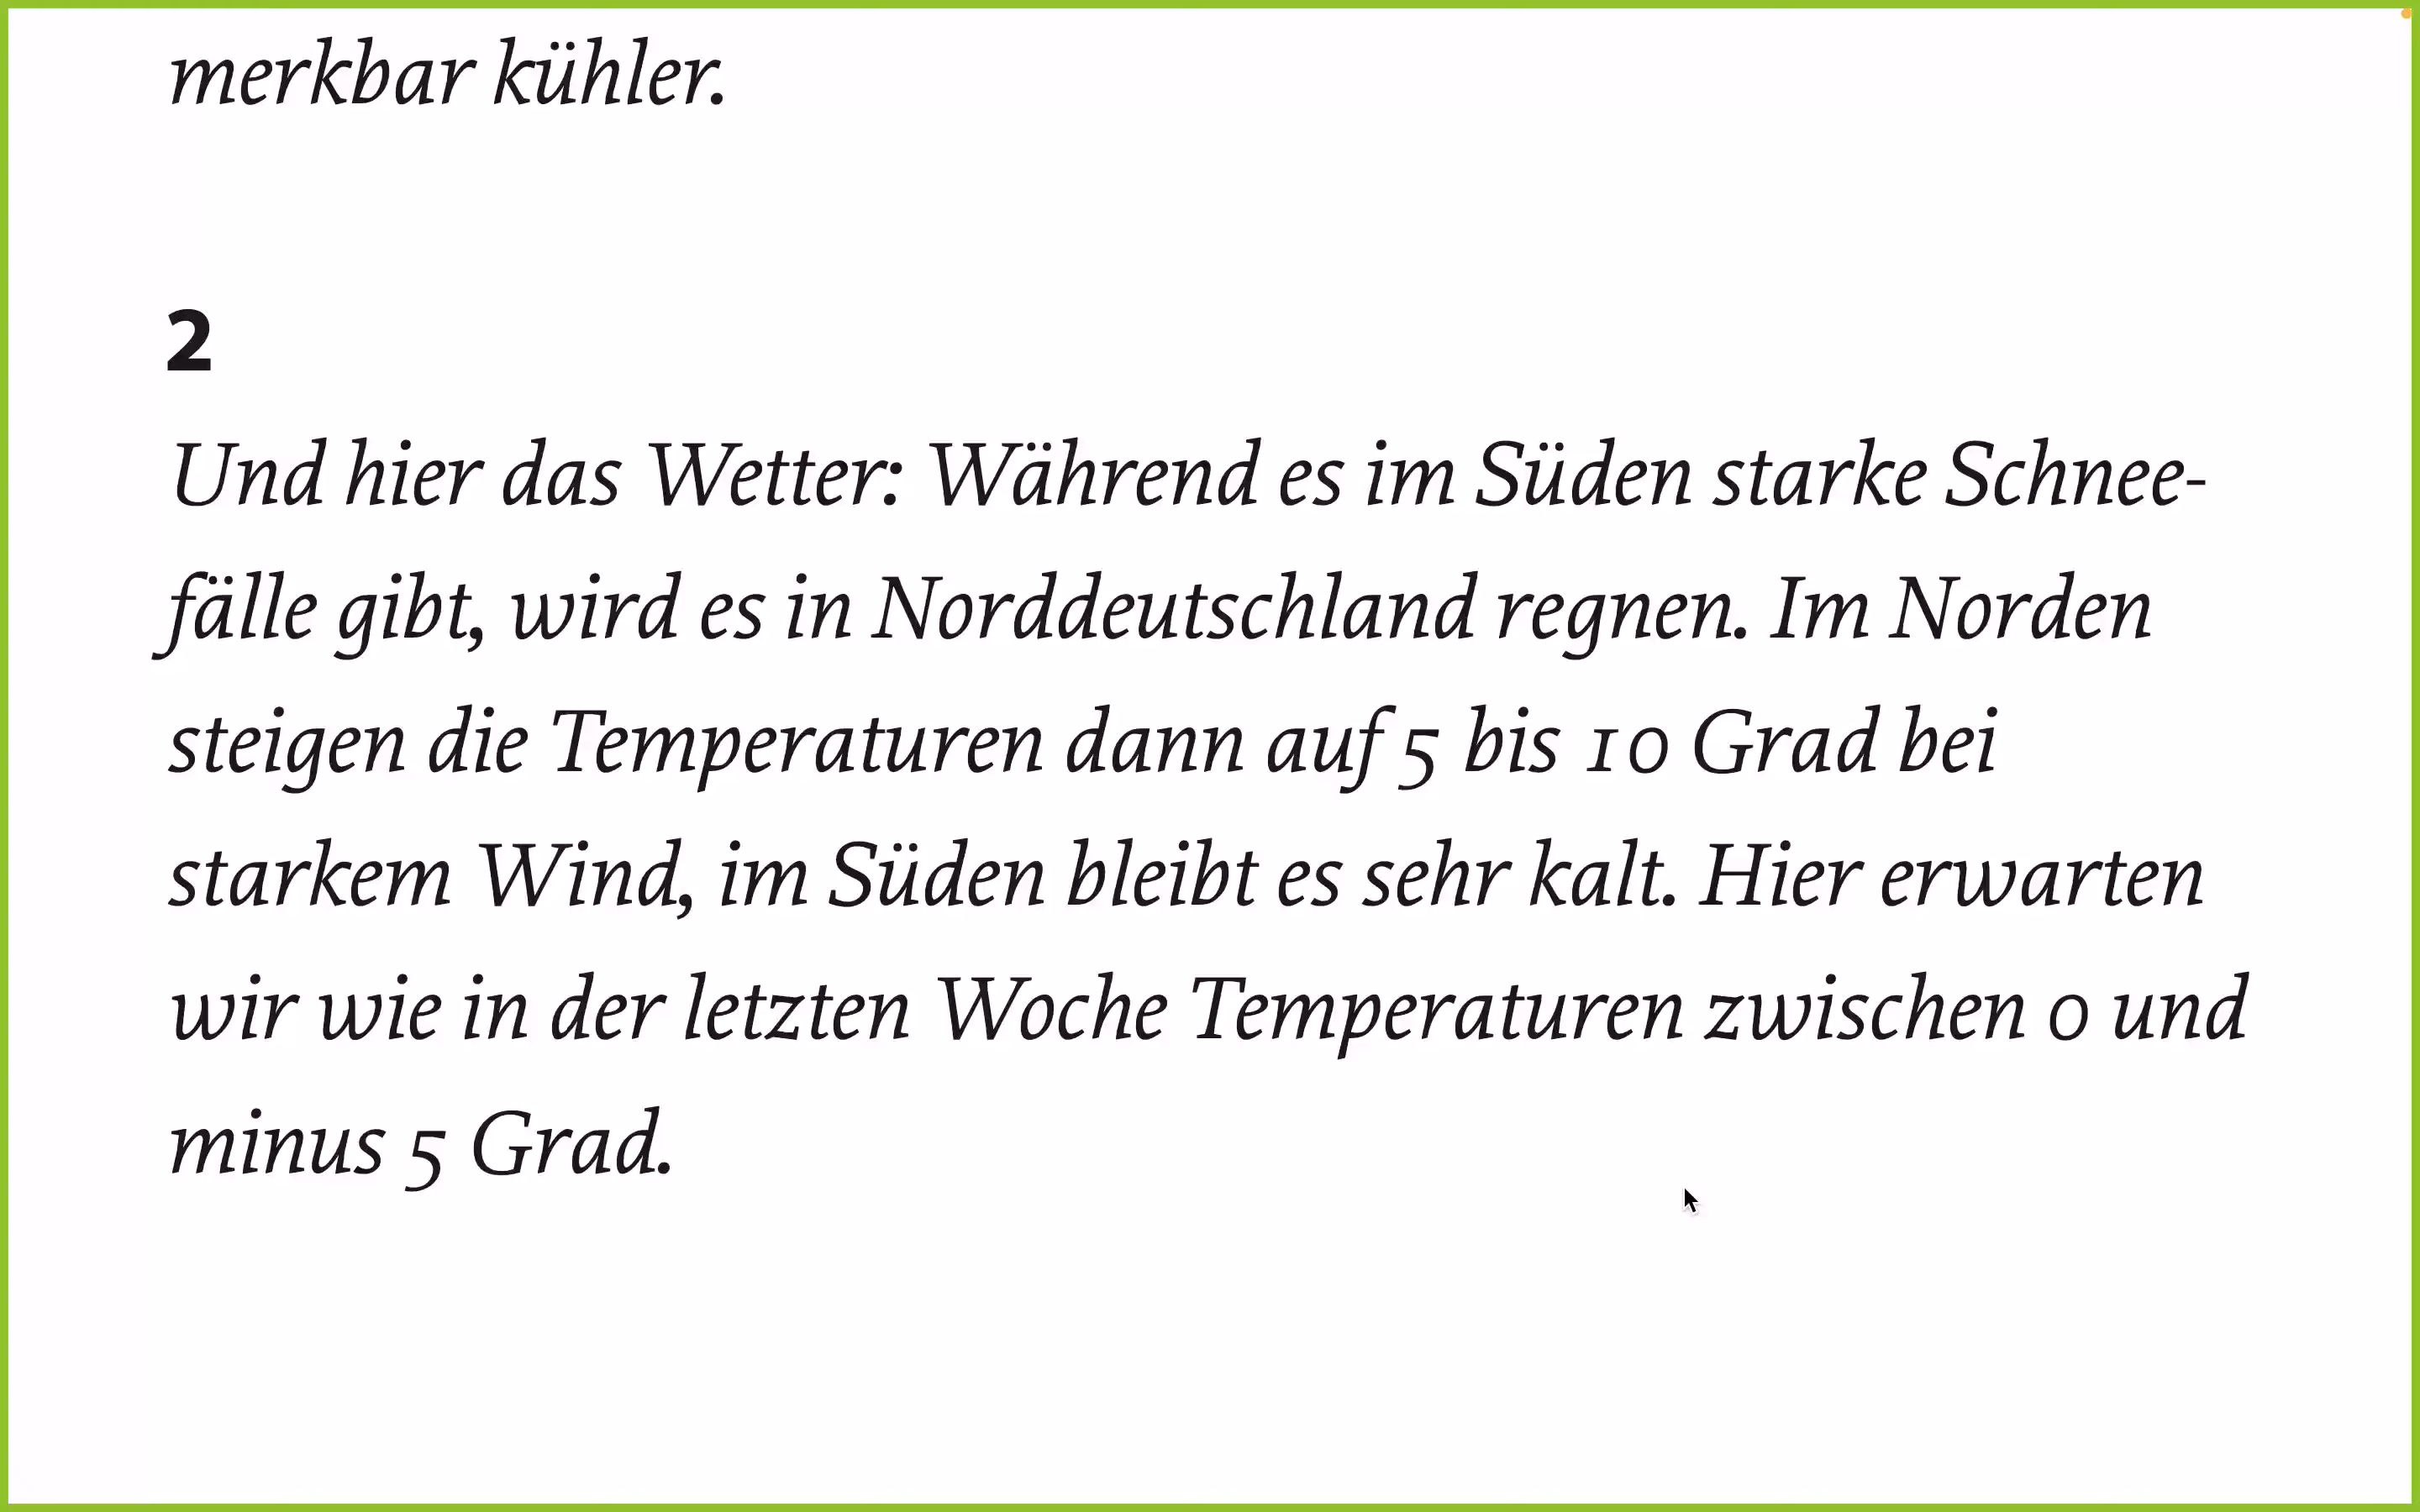 merkbar kühler.
2
Und hier das Wetter: Während es im Süden starke Schnee-
fälle gibt, wird es in Norddeutschland regnen. Im Norden
steigen die Temperaturen dann auf 5 bis 10 Grad bei
starkem Wind, im Süden bleibt es sehr kalt. Hier erwarten
wir wie in der letzten Woche Temperaturen zwischen 0 und
minus 5 Grad.